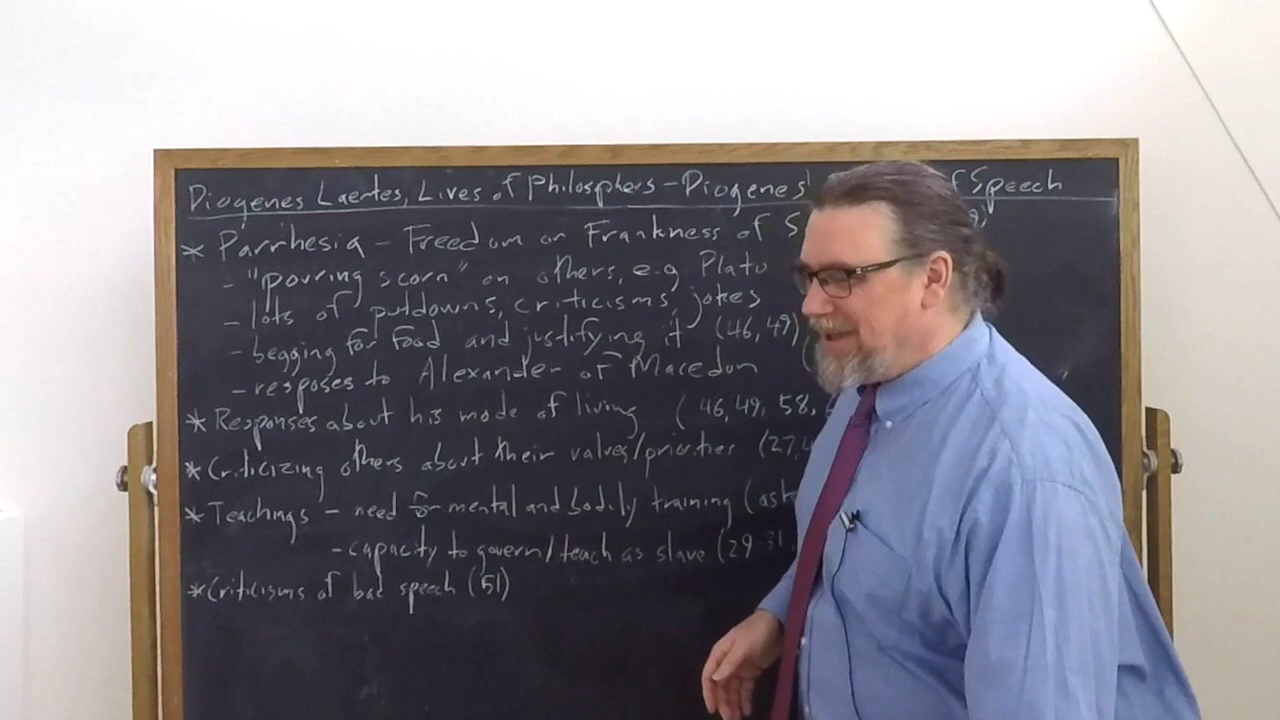 Diogenes Laertes, Lives of Philosphers - Diogenes' f Speech
* Parrhesia - Freedom or Frankness of S 9)
- "pouring scorn" on others, e.g. Plato
- lots of putdowns, criticisms, jokes
- begging for food and justifying it (46, 49)
- resposes to Alexander of Macedon (
* Responses about his mode of living (46, 49, 58,
* Criticizing others about their values/priorities (27,
* Teachings - need for mental and bodily training (ask
- capacity to govern/teach as slave (29-31,
* Criticisms of bad speech (51)